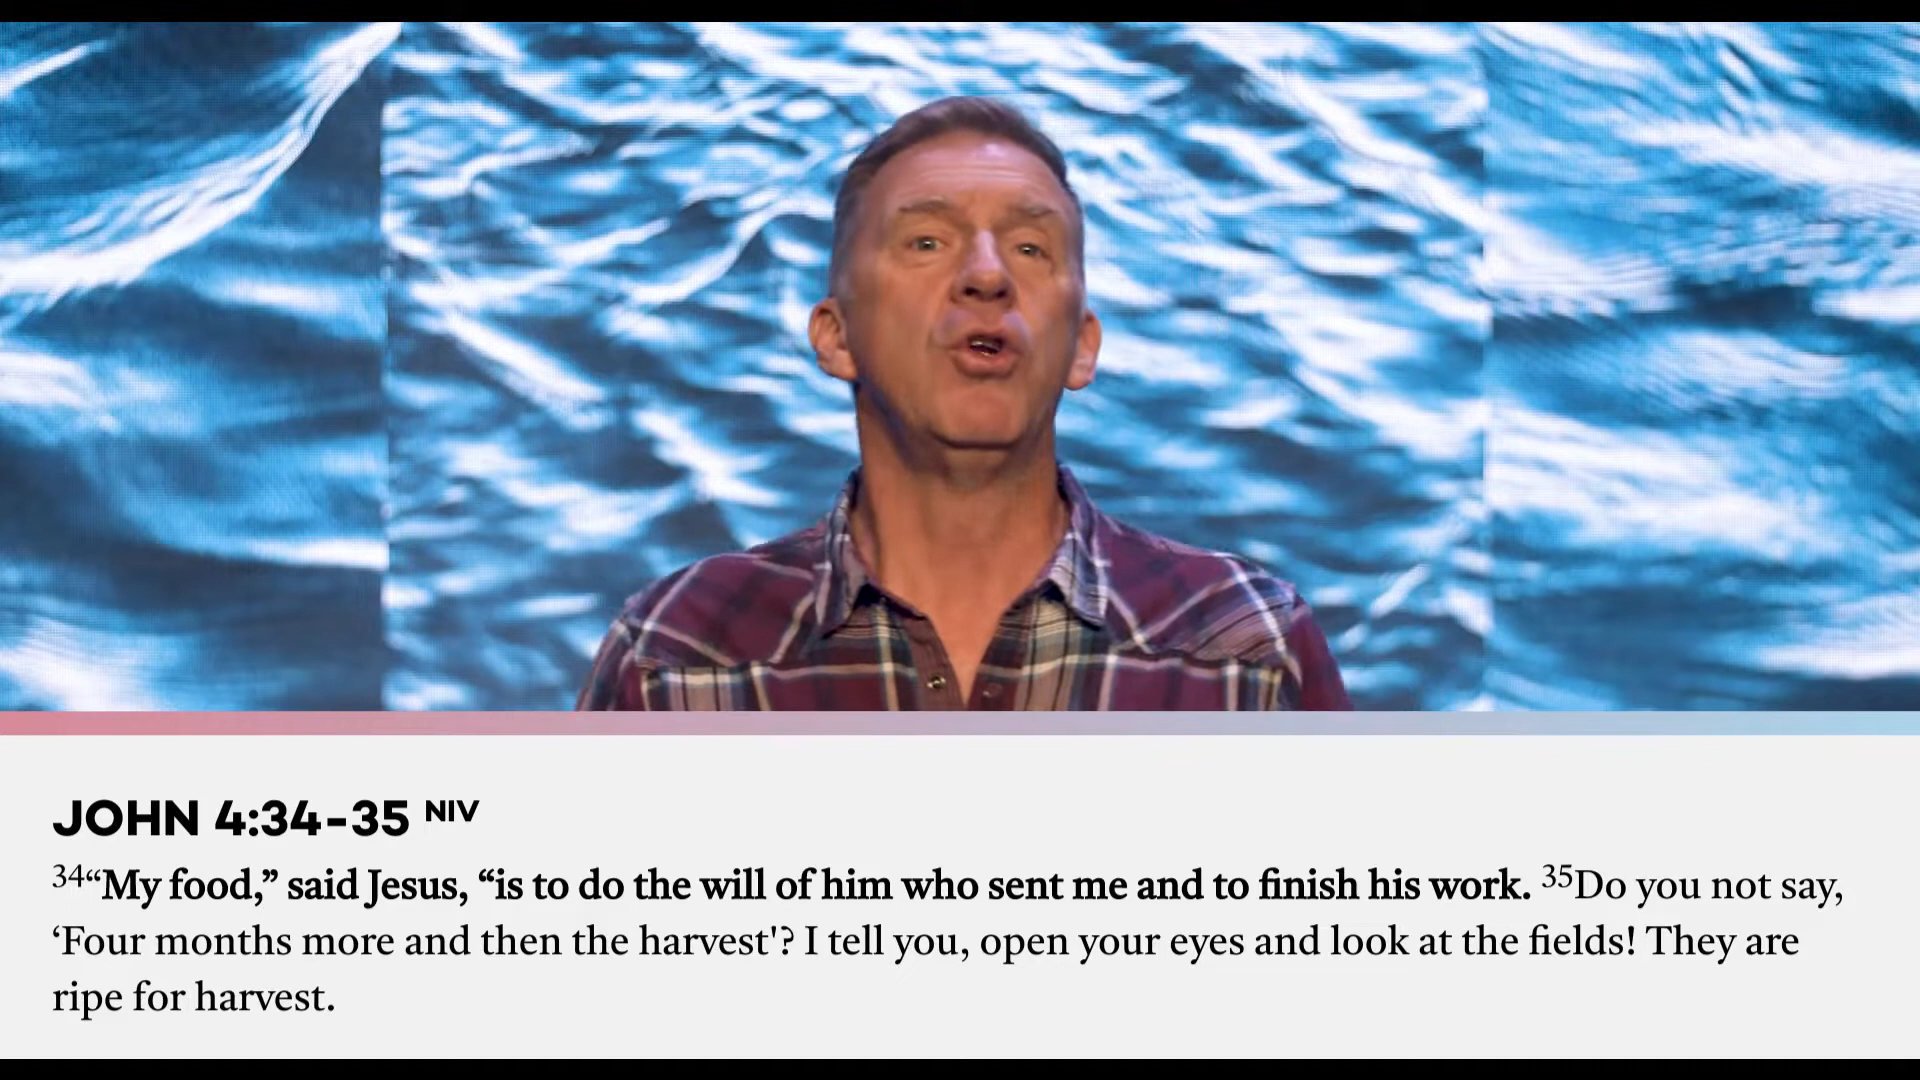 JOHN 4:34-35 NIV
34“My food,” said Jesus, “is to do the will of him who sent me and to finish his work. 35Do you not say,
‘Four months more and then the harvest'? I tell you, open your eyes and look at the fields! They are
ripe for harvest.